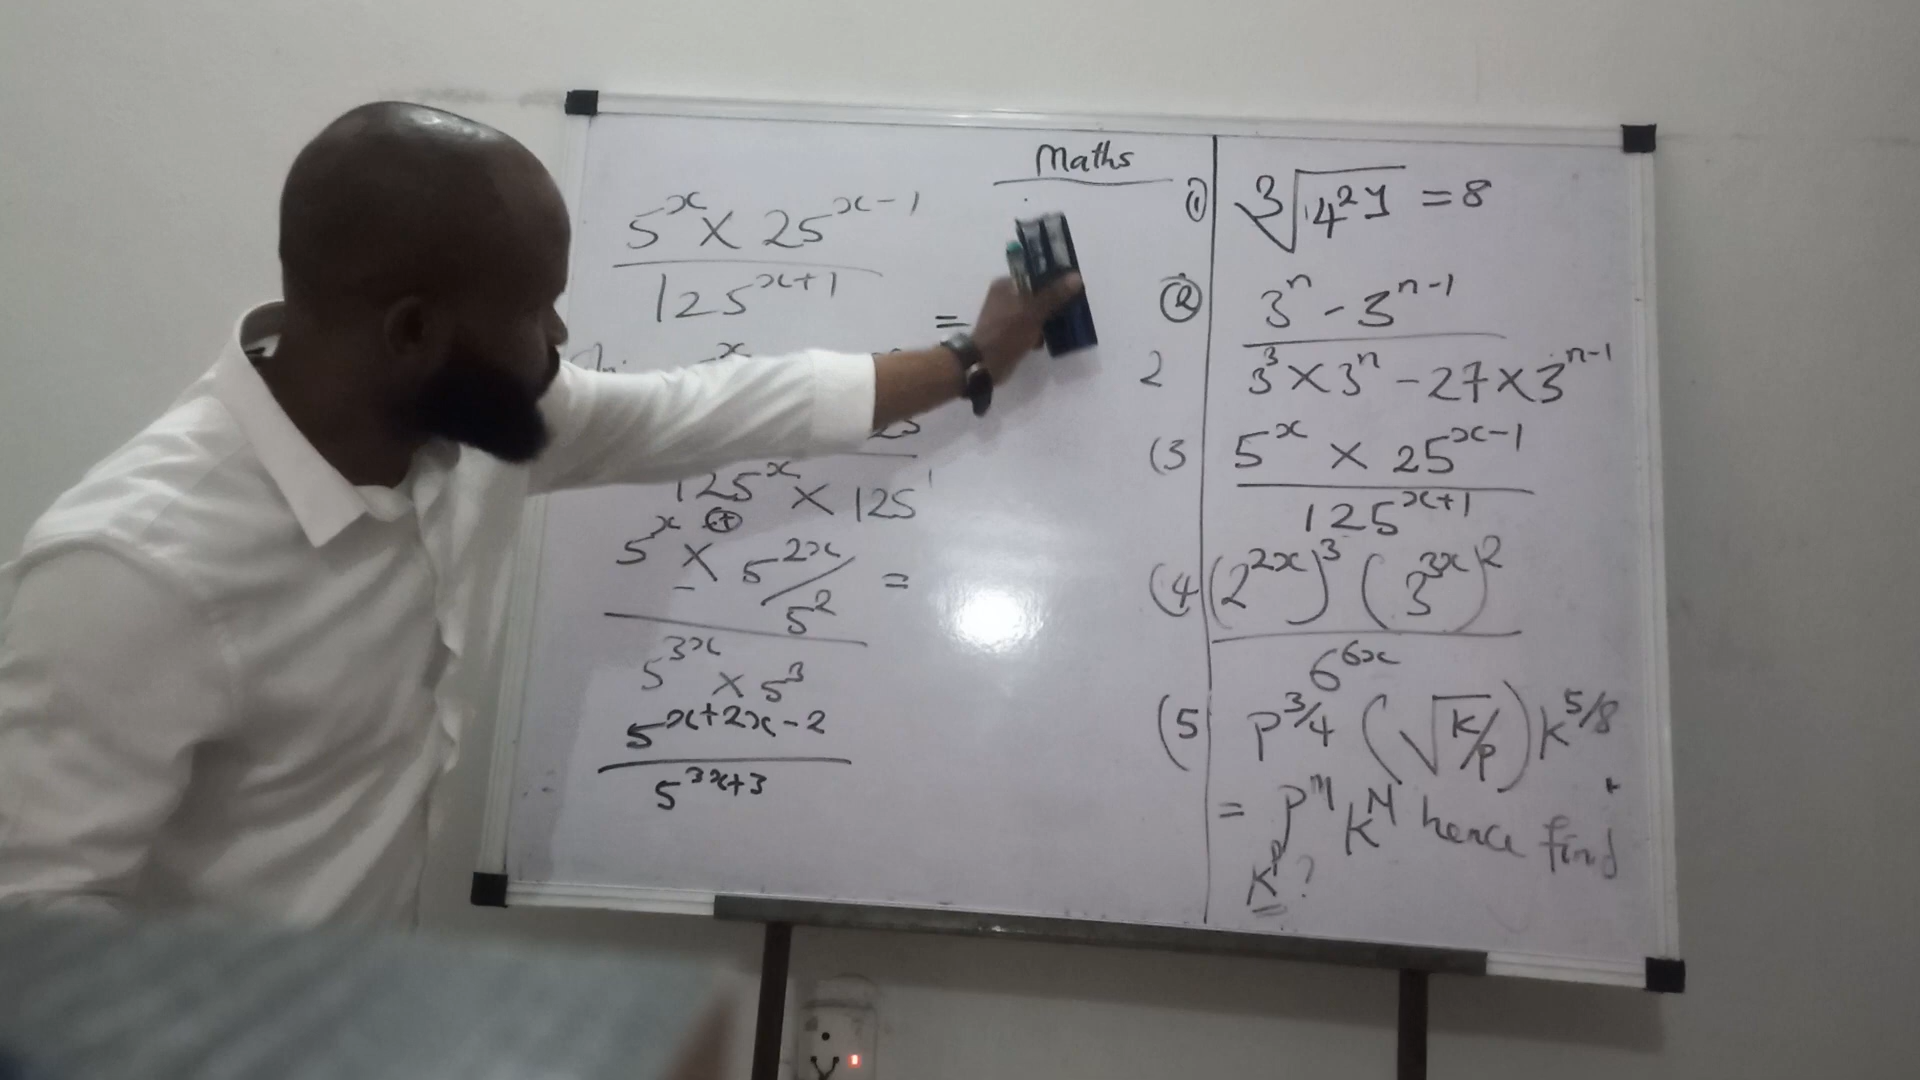 Maths
5^x × 25^{x-1}
125^{x+1}
=
x
125^x × 125^1
5^x × 5^{2x}/5^2 =
5^{3x} × 5^3
5^{x+2x-2}
5^{3x+3}
① ∛(4^{2y}) = 8
② 3^n - 3^{n-1}
2 3^3 × 3^n - 27 × 3^{n-1}
(3 5^x × 25^{x-1}
125^{x+1}
(4 (2^{2x})^3 (3^{3x})^2
6^{6x}
(5 P^{3/4} (√(K/P)) K^{5/8}
= P^M K^N hence find
?